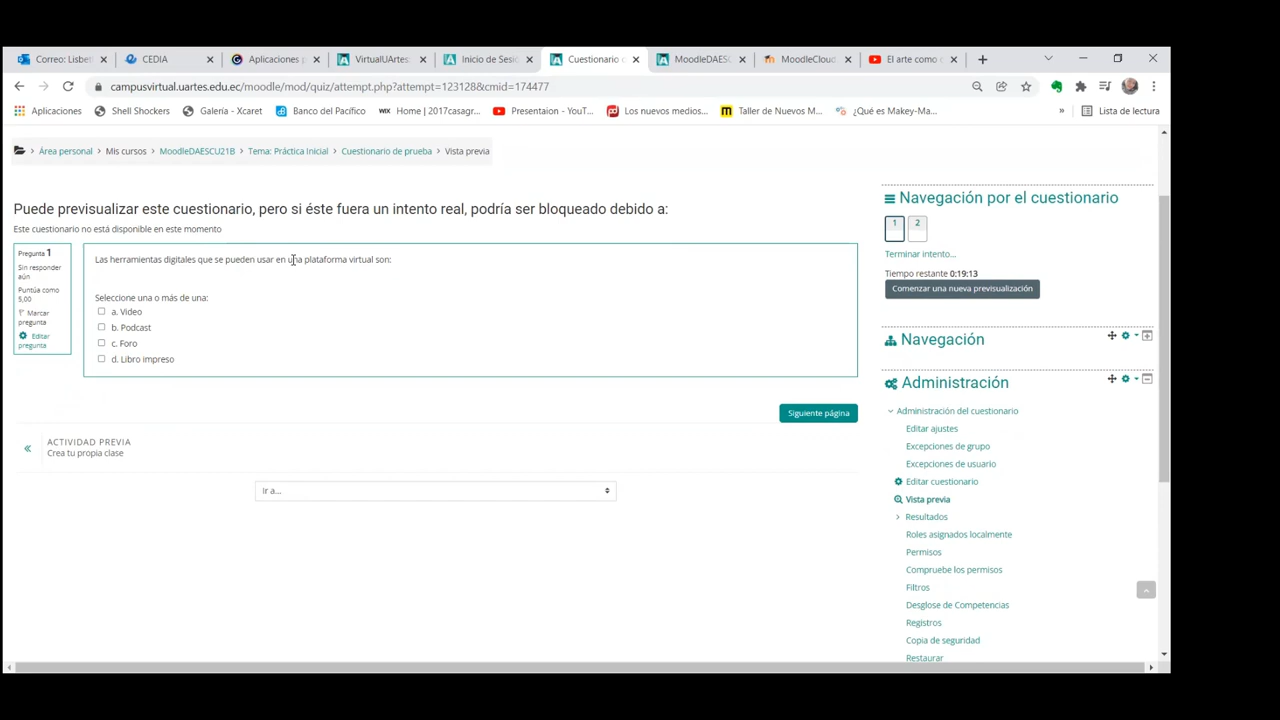 Correo: Lisbet
CEDIA
Aplicaciones p
VirtualUArtes
Inicio de Sesio
Cuestionario d
MoodleDAESC
MoodleCloud
El arte como
campusvirtual.uartes.edu.ec/moodle/mod/quiz/attempt.php?attempt=123128&cmid=174477
Aplicaciones
Shell Shockers
Galería - Xcaret
Banco del Pacífico
Home | 2017casagr...
Presentaion - YouT...
Los nuevos medios...
Taller de Nuevos M...
¿Qué es Makey-Ma...
»
Lista de lectura
Área personal > Mis cursos > MoodleDAESCU21B > Tema: Práctica Inicial > Cuestionario de prueba > Vista previa
Puede previsualizar este cuestionario, pero si éste fuera un intento real, podría ser bloqueado debido a:
Este cuestionario no está disponible en este momento
Pregunta 1
Sin responder
aún
Puntúa como
5,00
Marcar
pregunta
Editar
pregunta
Las herramientas digitales que se pueden usar en una plataforma virtual son:
Seleccione una o más de una:
a. Video
b. Podcast
c. Foro
d. Libro impreso
Siguiente página
ACTIVIDAD PREVIA
Crea tu propia clase
Ir a...
Navegación por el cuestionario
1 2
Terminar intento...
Tiempo restante 0:19:13
Comenzar una nueva previsualización
Navegación
Administración
Administración del cuestionario
Editar ajustes
Excepciones de grupo
Excepciones de usuario
Editar cuestionario
Vista previa
Resultados
Roles asignados localmente
Permisos
Compruebe los permisos
Filtros
Desglose de Competencias
Registros
Copia de seguridad
Restaurar